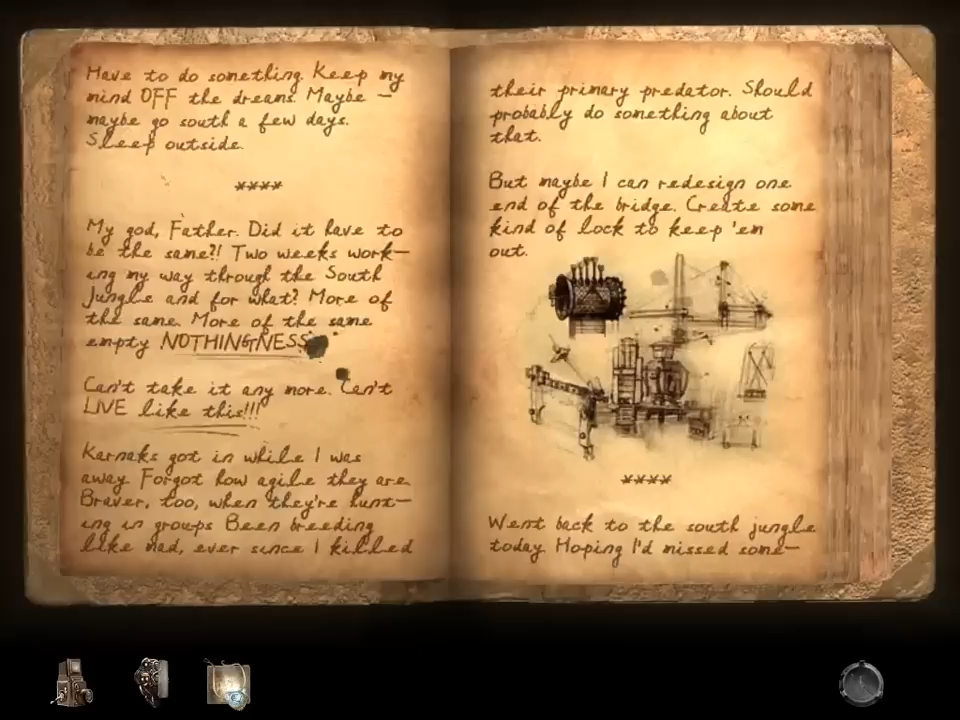 Have to do something. Keep my
mind OFF the dreams. Maybe –
maybe go south a few days.
Sleep outside.
****
My god, Father. Did it have to
be the same?! Two weeks work–
ing my way through the South
Jungle and for what? More of
the same. More of the same
empty NOTHINGNESS
Can't take it any more. Can't
LIVE like this!!!
Karnaks got in while I was
away. Forgot how agile they are.
Braver, too, when they're hunt–
ing in groups. Been breeding
like mad, ever since I killed
their primary predator. Should
probably do something about
that.
But maybe I can redesign one
end of the bridge. Create some
kind of lock to keep 'em
out.
****
Went back to the south jungle
today. Hoping I'd missed some–